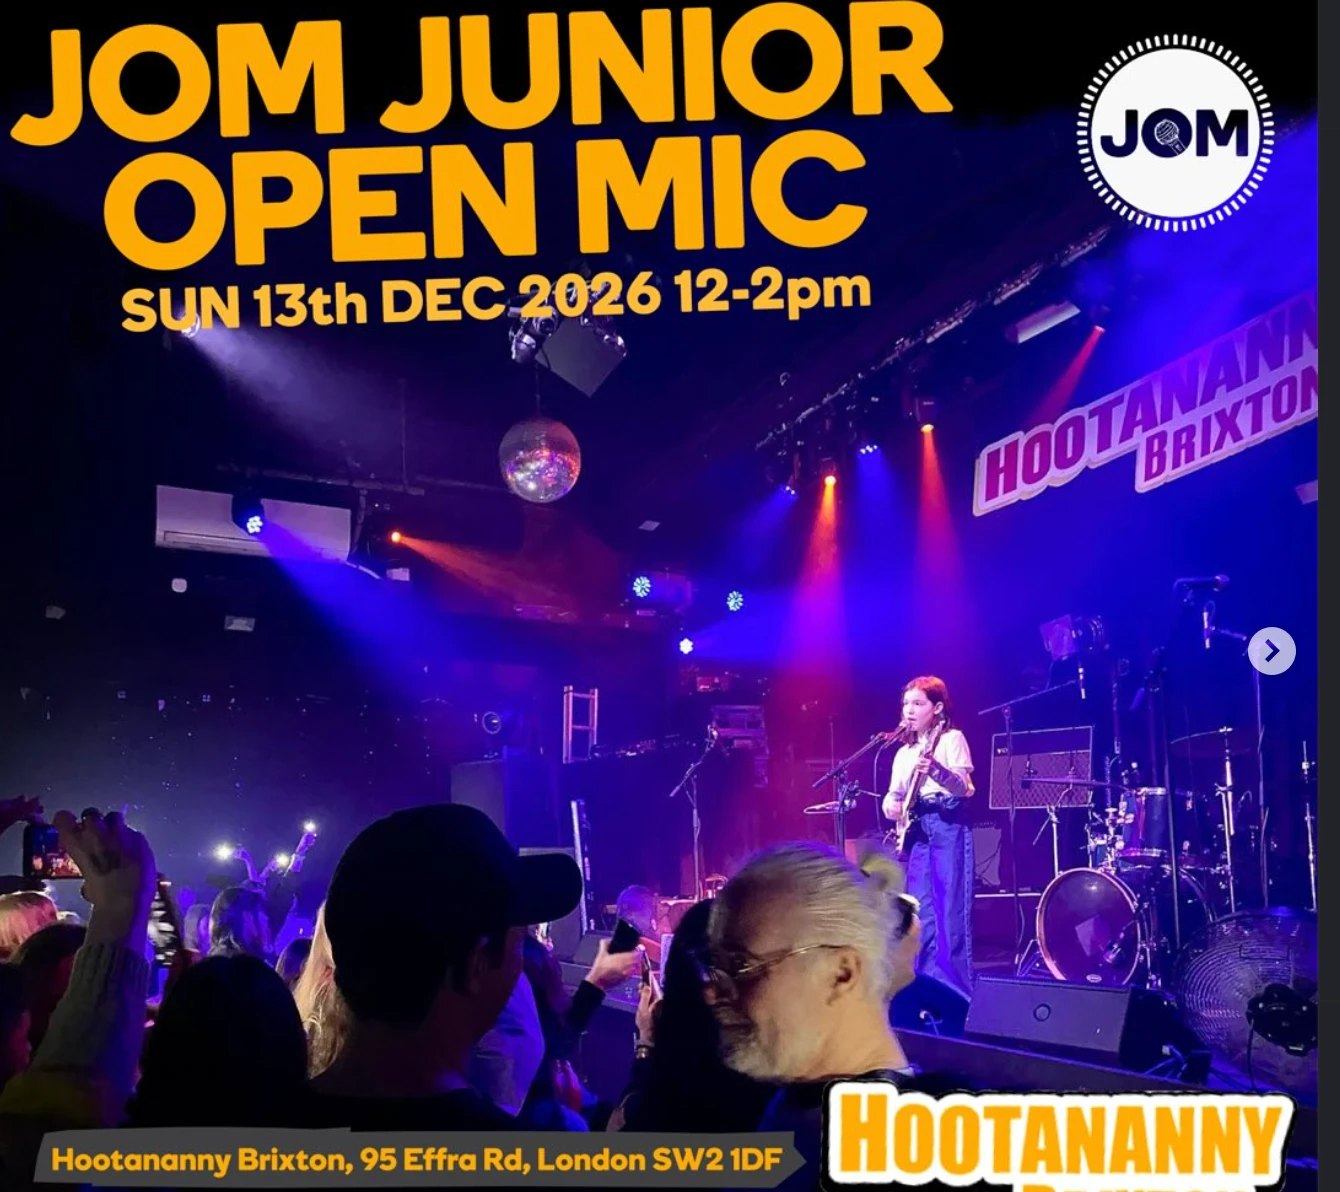 JOM JUNIOR
OPEN MIC
SUN 13th DEC 2026 12-2pm
JOM
HOOTANANNY
BRIXTON
Hootananny Brixton, 95 Effra Rd, London SW2 1DF
HOOTANANNY
BRIXTON